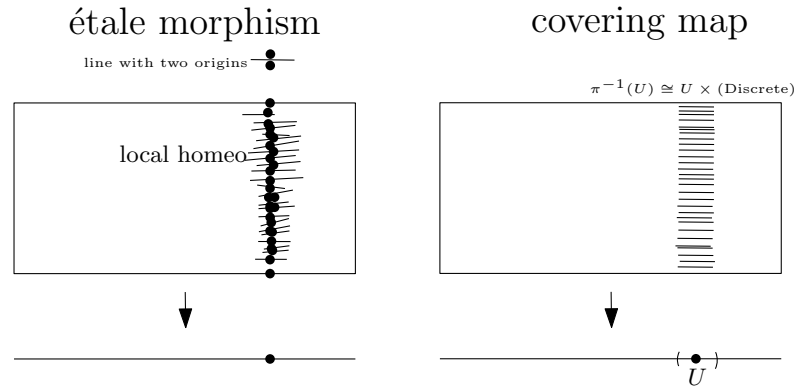 étale morphism
line with two origins
local homeo
covering map
π⁻¹(U) ≅ U × (Discrete)
( )
U